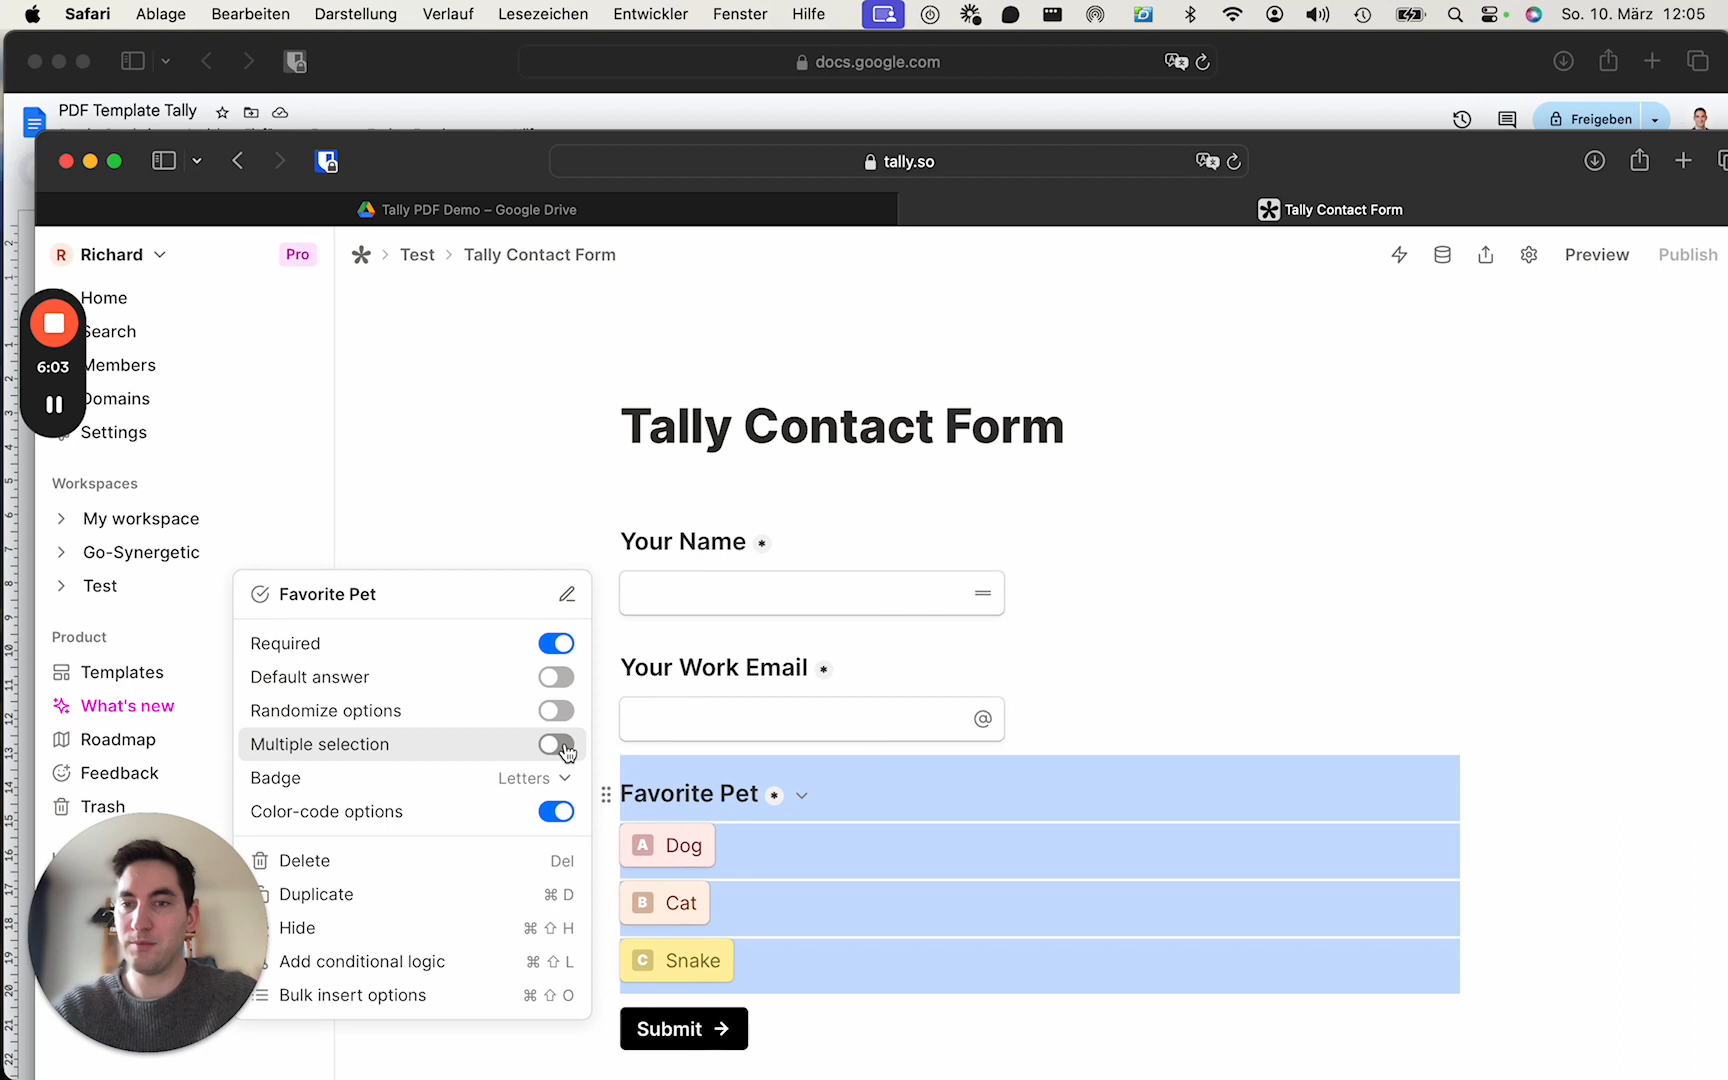 Safari Ablage Bearbeiten Darstellung Verlauf Lesezeichen Entwickler Fenster Hilfe So. 10. März 12:05
docs.google.com
PDF Template Tally
Freigeben
tally.so
Tally PDF Demo – Google Drive
Tally Contact Form
R Richard Pro
Test Tally Contact Form
Preview Publish
Home
Search
Members
Domains
Settings
6:03
Workspaces
My workspace
Go-Synergetic
Test
Product
Templates
What's new
Roadmap
Feedback
Trash
Favorite Pet
Required
Default answer
Randomize options
Multiple selection
Badge Letters
Color-code options
Delete Del
Duplicate ⌘ D
Hide ⌘ ⇧ H
Add conditional logic ⌘ ⇧ L
Bulk insert options ⌘ ⇧ O
Tally Contact Form
Your Name *
Your Work Email *
@
Favorite Pet *
A Dog
B Cat
C Snake
Submit →